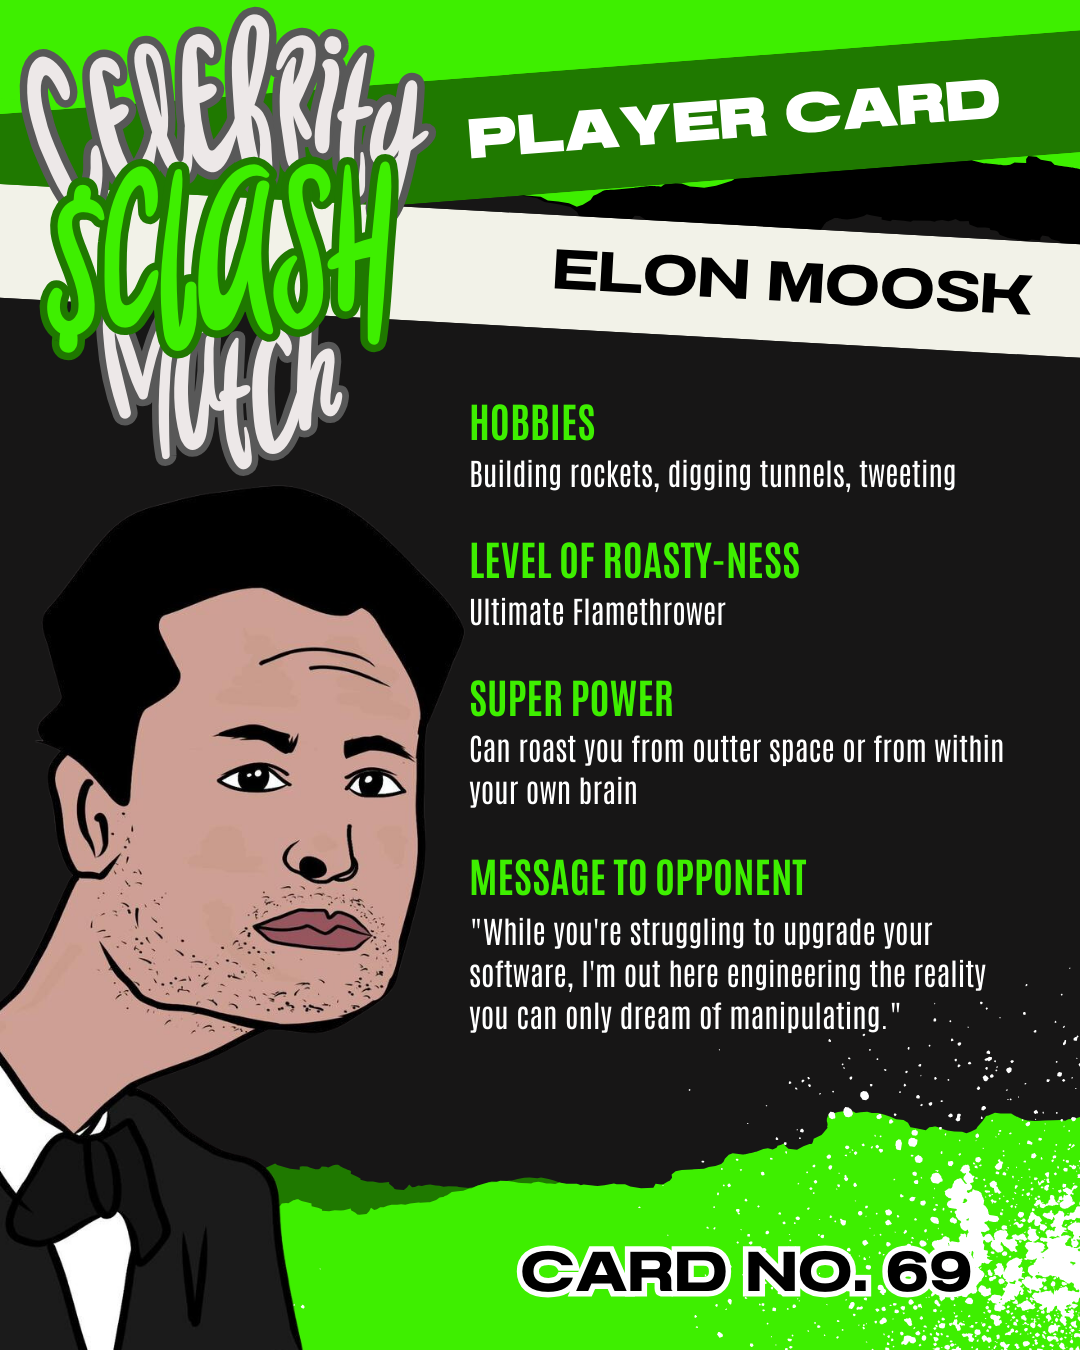 Celebrity
$CLASH
Match
PLAYER CARD
ELON MOOSK
HOBBIES
Building rockets, digging tunnels, tweeting
LEVEL OF ROASTY-NESS
Ultimate Flamethrower
SUPER POWER
Can roast you from outter space or from within
your own brain
MESSAGE TO OPPONENT
"While you're struggling to upgrade your
software, I'm out here engineering the reality
you can only dream of manipulating."
CARD NO. 69